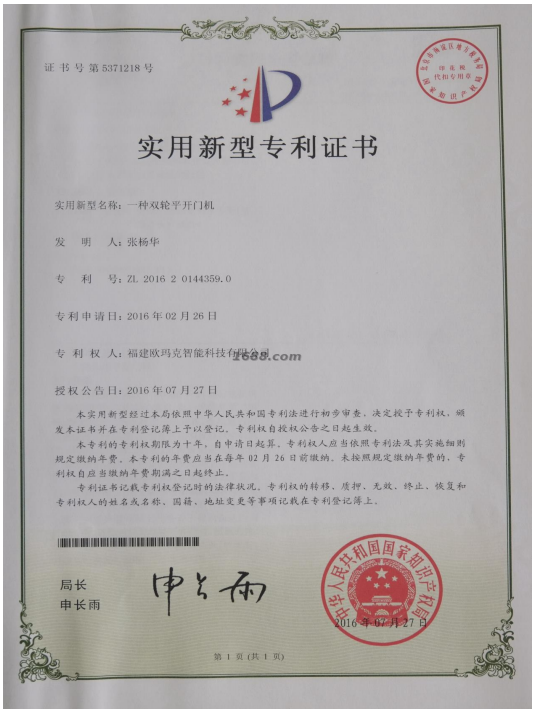 证书号第5371218号
印花税
代扣专用章
国家知识产权局
实用新型专利证书
实用新型名称：一种双轮平开门机
发 明 人：张杨华
专 利 号：ZL 2016 2 0144359.0
专利申请日：2016年02月26日
专 利 权 人：福建欧玛克智能科技有限公司
1688.com
授权公告日：2016年07月27日
本实用新型经过本局依照中华人民共和国专利法进行初步审查，决定授予专利权，颁
发本证书并在专利登记簿上予以登记。专利权自授权公告之日起生效。
本专利的专利权期限为十年，自申请日起算。专利权人应当依照专利法及其实施细则
规定缴纳年费。本专利的年费应当在每年02月26日前缴纳。未按照规定缴纳年费的，专
利权自应当缴纳年费期满之日起终止。
专利证书记载专利权登记时的法律状况。专利权的转移、质押、无效、终止、恢复和
专利权人的姓名或名称、国籍、地址变更等事项记载在专利登记簿上。
局长
申长雨
申长雨
中华人民共和国国家知识产权局
2016年07月27日
第 1 页 (共 1 页)